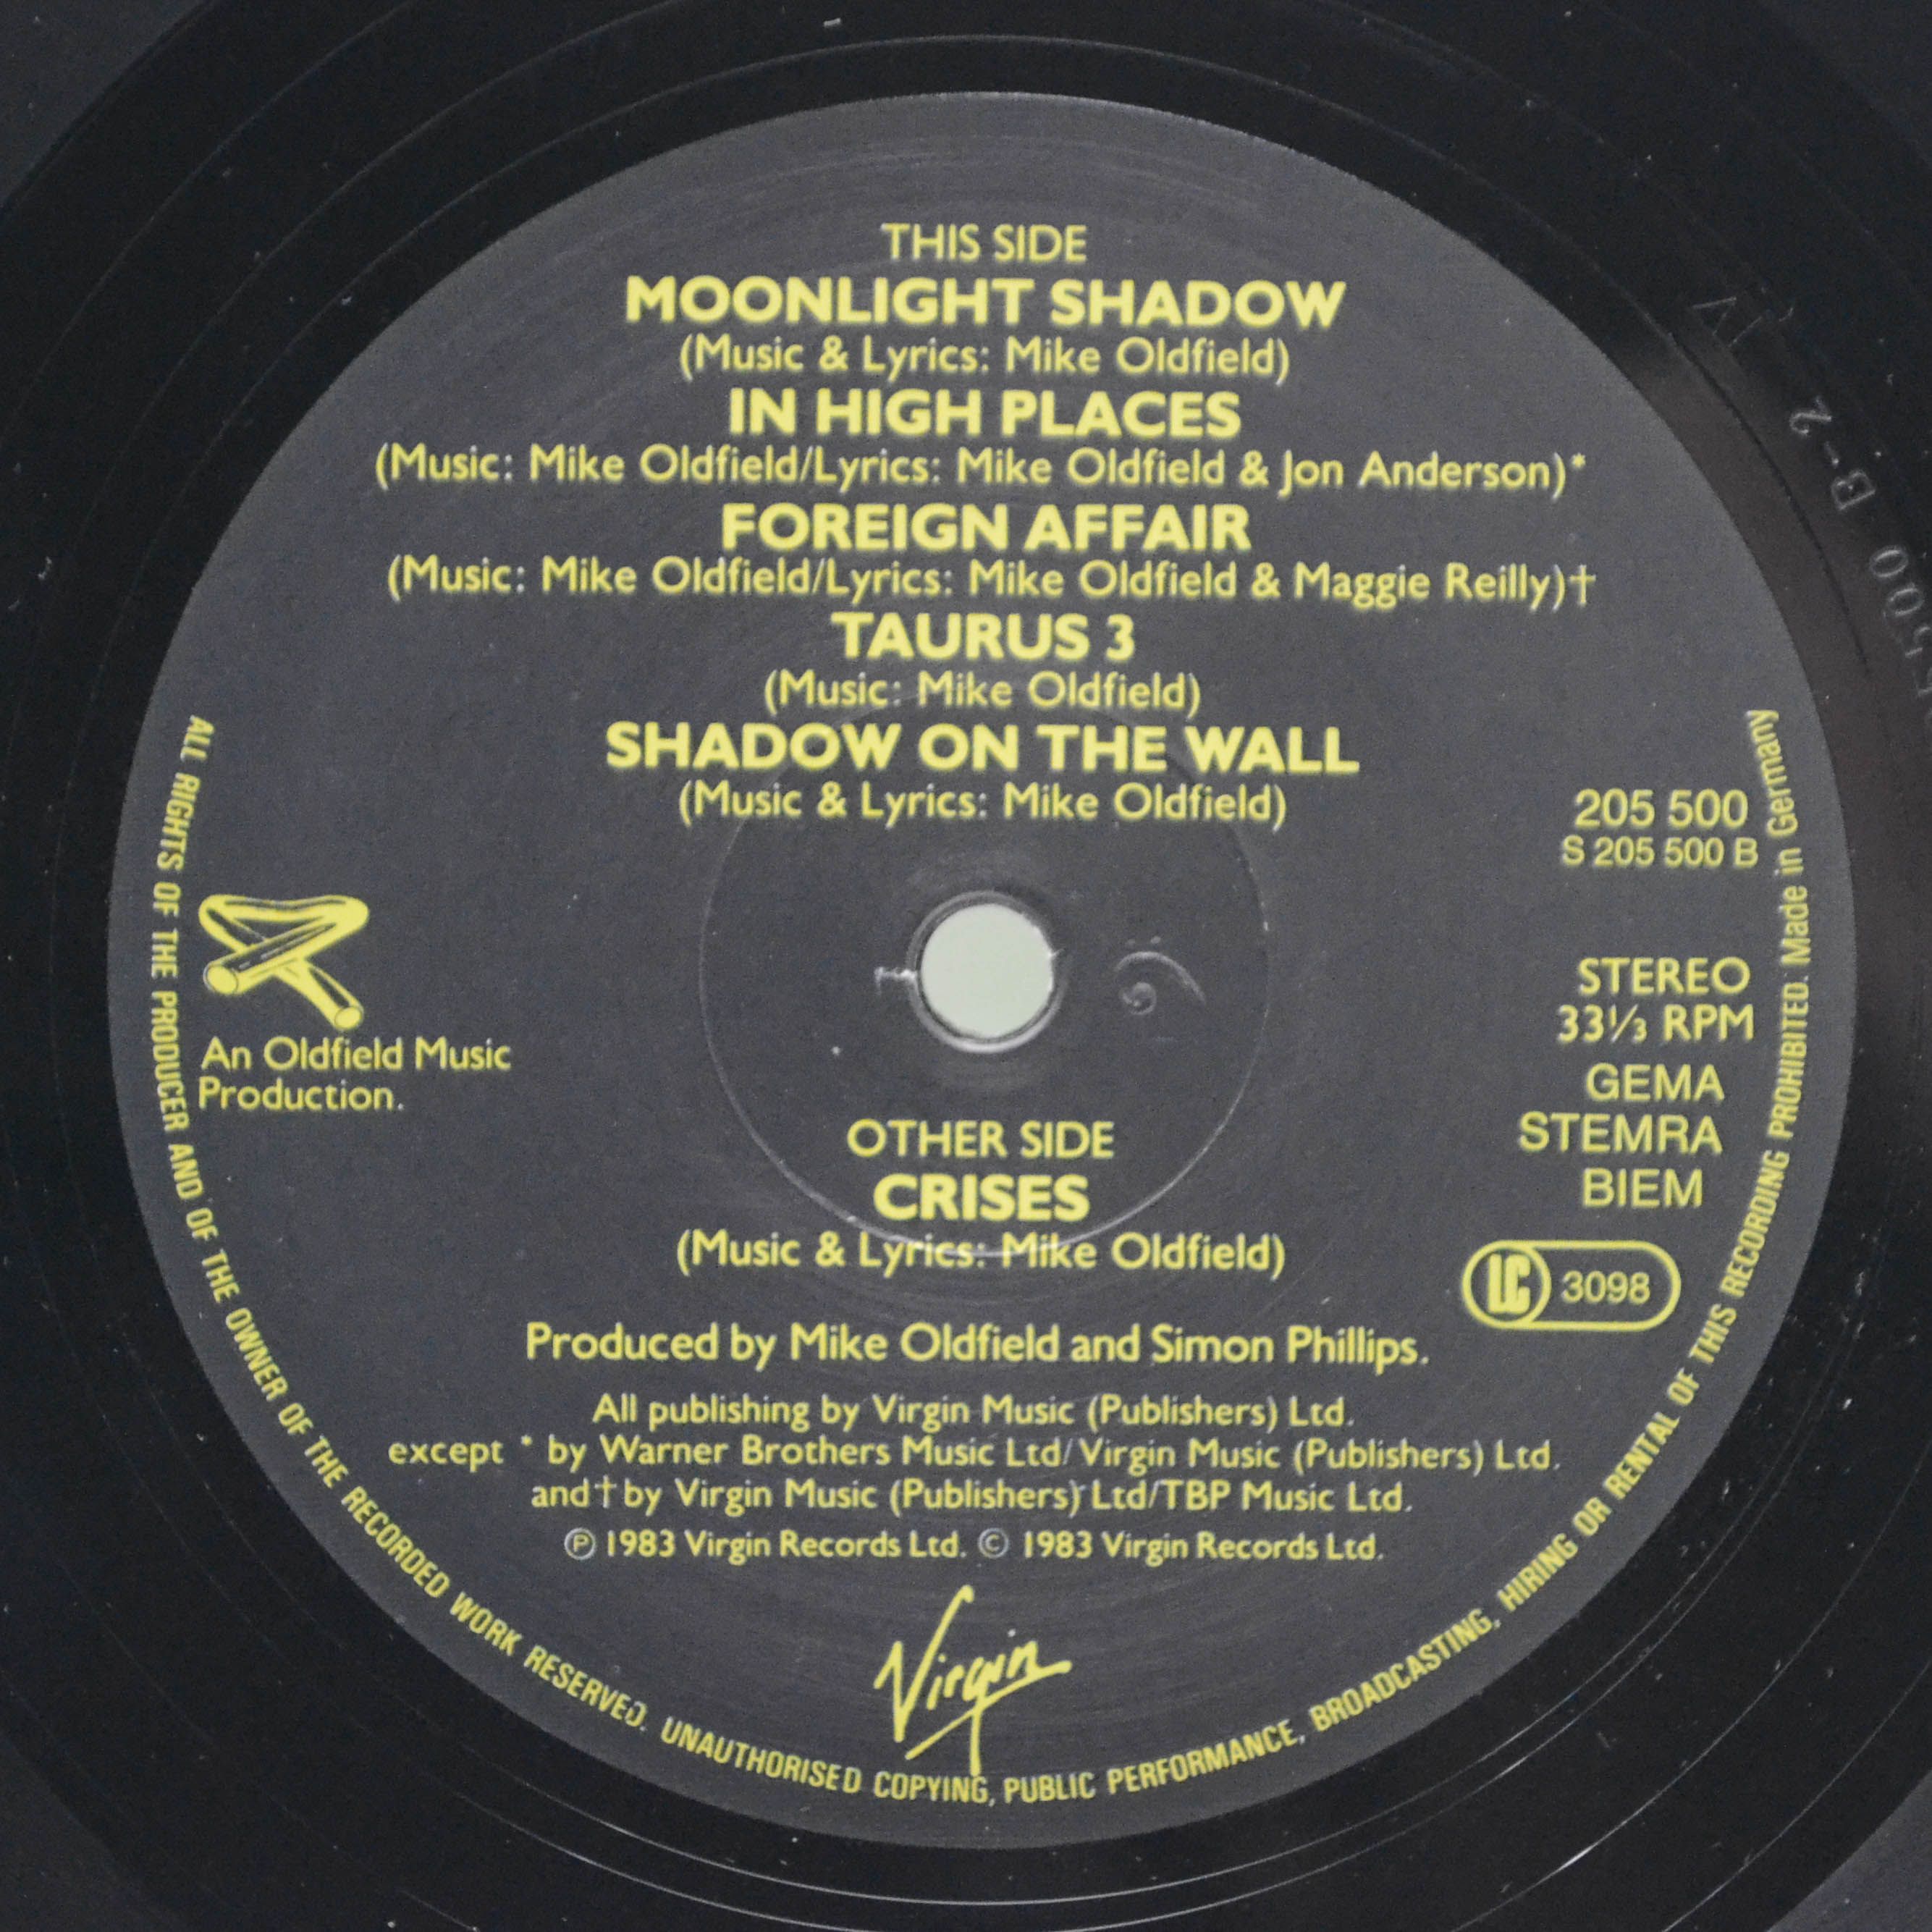 THIS SIDE
MOONLIGHT SHADOW
(Music & Lyrics: Mike Oldfield)
IN HIGH PLACES
(Music: Mike Oldfield/Lyrics: Mike Oldfield & Jon Anderson)*
FOREIGN AFFAIR
(Music: Mike Oldfield/Lyrics: Mike Oldfield & Maggie Reilly)†
TAURUS 3
(Music: Mike Oldfield)
SHADOW ON THE WALL
(Music & Lyrics: Mike Oldfield)
205 500
S 205 500 B
STEREO
33⅓ RPM
GEMA
STEMRA
BIEM
LC 3098
An Oldfield Music
Production.
OTHER SIDE
CRISES
(Music & Lyrics: Mike Oldfield)
Produced by Mike Oldfield and Simon Phillips.
All publishing by Virgin Music (Publishers) Ltd.
except * by Warner Brothers Music Ltd/Virgin Music (Publishers) Ltd.
and † by Virgin Music (Publishers) Ltd/TBP Music Ltd.
℗ 1983 Virgin Records Ltd. © 1983 Virgin Records Ltd.
Virgin
ALL RIGHTS OF THE PRODUCER AND OF THE OWNER OF THE RECORDED WORK RESERVED. UNAUTHORISED COPYING, PUBLIC PERFORMANCE, BROADCASTING, HIRING OR RENTAL OF THIS RECORDING PROHIBITED. Made in Germany